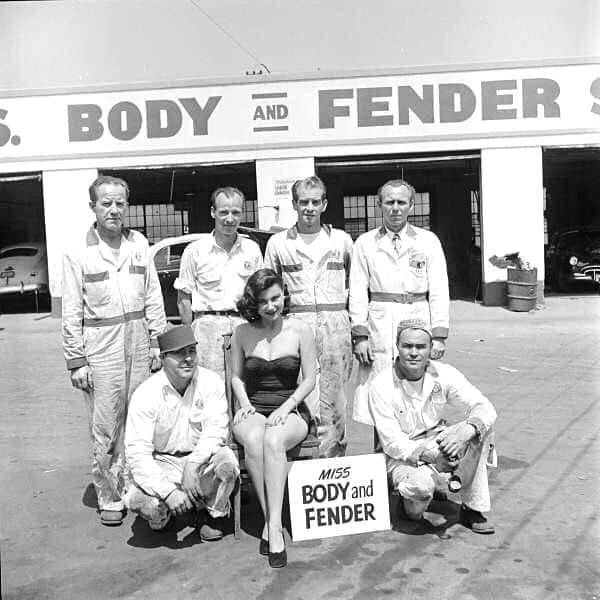 S. BODY AND FENDER S
MISS
BODY and
FENDER